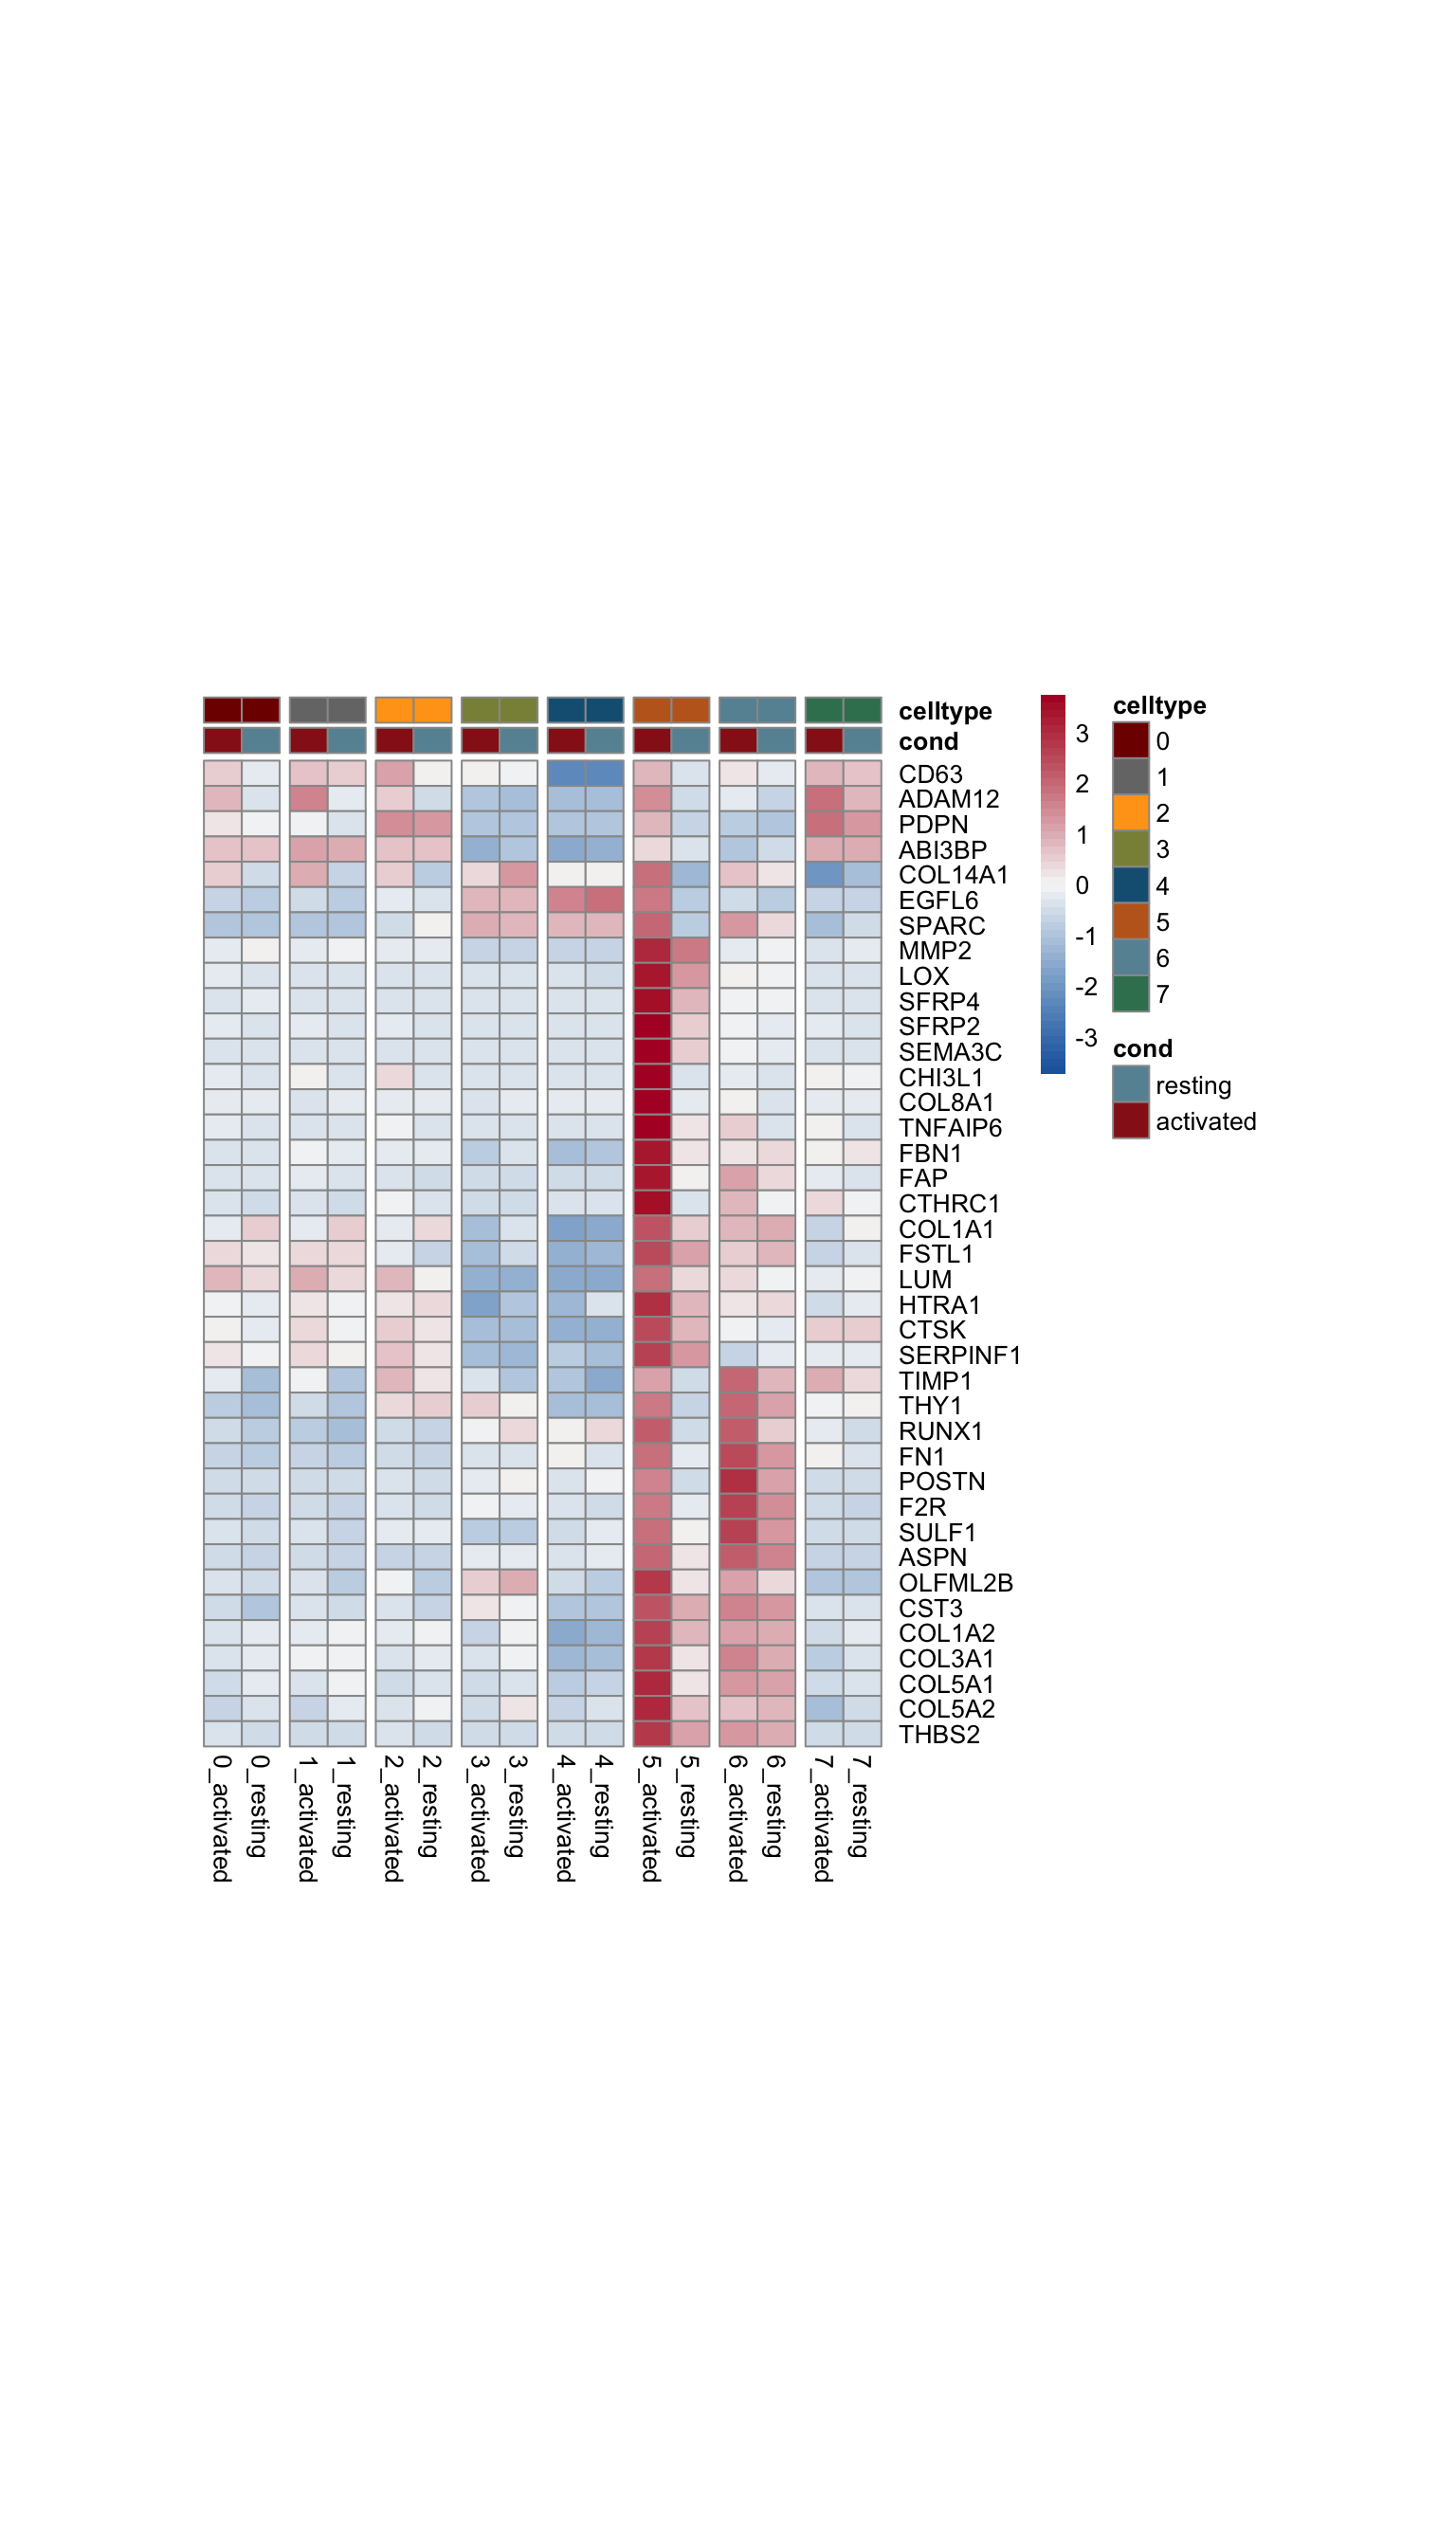 celltype
cond
CD63
ADAM12
PDPN
ABI3BP
COL14A1
EGFL6
SPARC
MMP2
LOX
SFRP4
SFRP2
SEMA3C
CHI3L1
COL8A1
TNFAIP6
FBN1
FAP
CTHRC1
COL1A1
FSTL1
LUM
HTRA1
CTSK
SERPINF1
TIMP1
THY1
RUNX1
FN1
POSTN
F2R
SULF1
ASPN
OLFML2B
CST3
COL1A2
COL3A1
COL5A1
COL5A2
THBS2
0_activated
0_resting
1_activated
1_resting
2_activated
2_resting
3_activated
3_resting
4_activated
4_resting
5_activated
5_resting
6_activated
6_resting
7_activated
7_resting
3
2
1
0
-1
-2
-3
celltype
0
1
2
3
4
5
6
7
cond
resting
activated